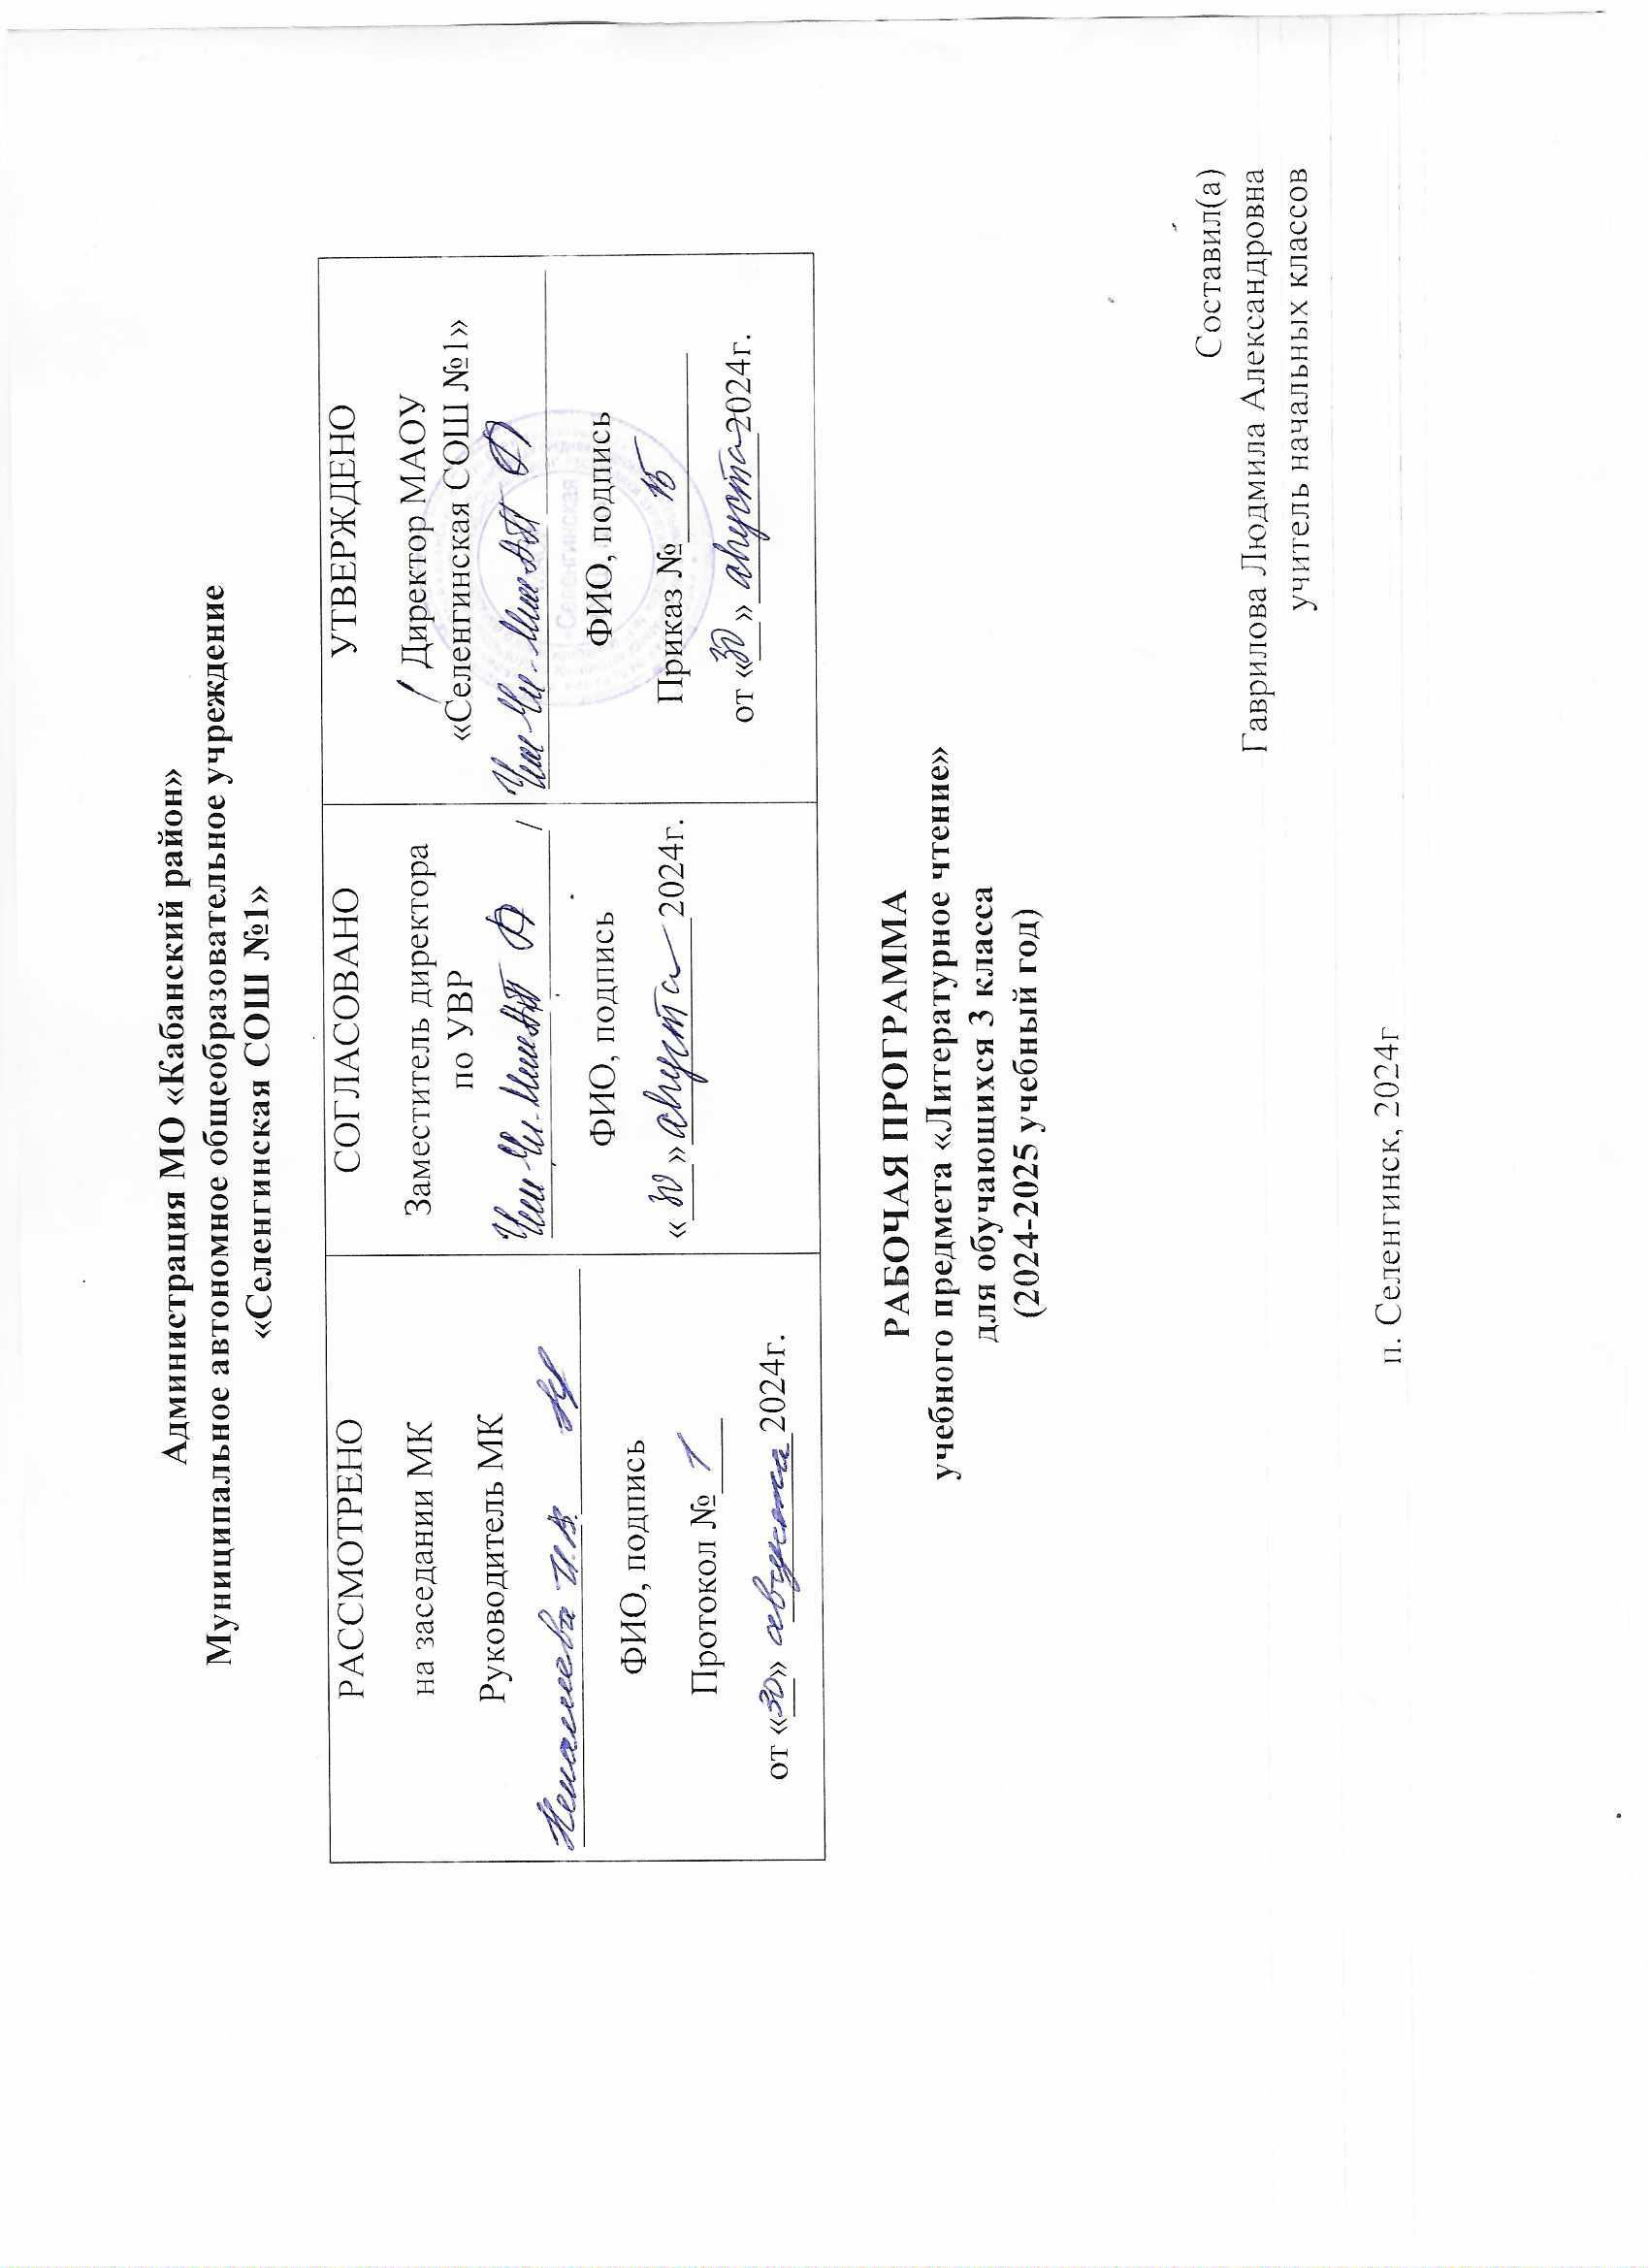 Администрация МО «Кабанский район»
Муниципальное автономное общеобразовательное учреждение
«Селенгинская СОШ №1»
РАССМОТРЕНО
на заседании МК
Руководитель МК
И.В.
ФИО, подпись
Протокол № 1
от «30» августа 2024г.
СОГЛАСОВАНО
Заместитель директора
по УВР
ФИО, подпись
«30» августа 2024г.
УТВЕРЖДЕНО
Директор МАОУ
«Селенгинская СОШ №1»
ФИО, подпись
Приказ №
от «30» августа 2024г.
Селенгинская
РАБОЧАЯ ПРОГРАММА
учебного предмета «Литературное чтение»
для обучающихся 3 класса
(2024-2025 учебный год)
Составил(а)
Гаврилова Людмила Александровна
учитель начальных классов
п. Селенгинск, 2024г